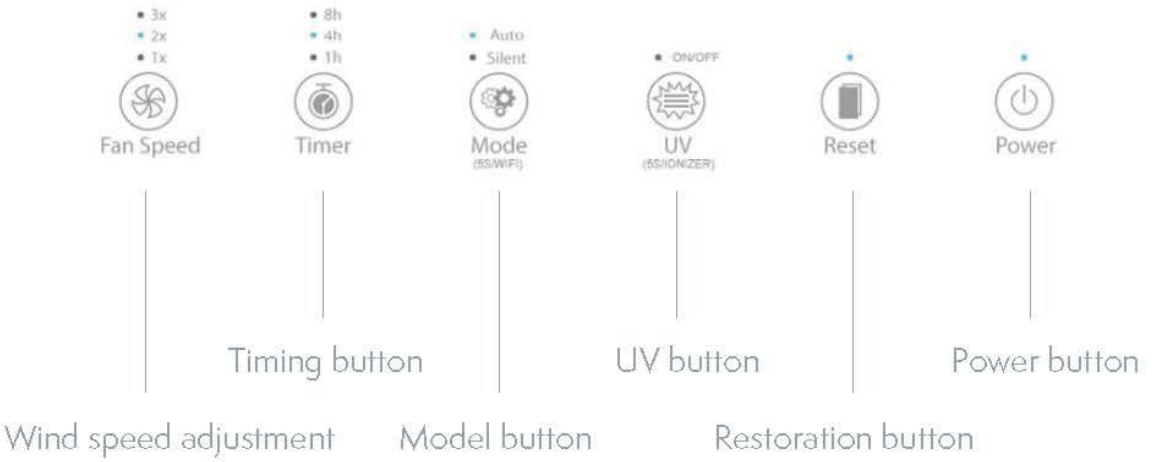 3x
2x
1x
Fan Speed
8h
4h
1h
Timer
Auto
Silent
Mode
(5S/WIFI)
ON/OFF
UV
(5S/IONIZER)
Reset
Power
Timing button
UV button
Power button
Wind speed adjustment
Model button
Restoration button